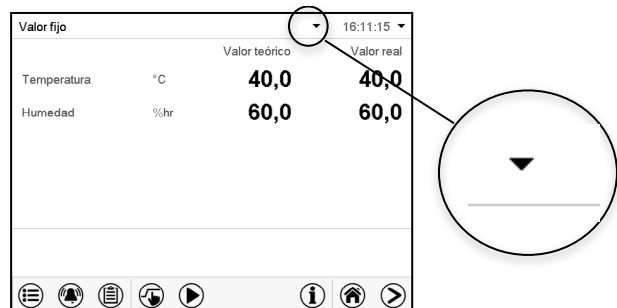 Valor fijo 16:11:15
Valor teórico Valor real
Temperatura °C 40,0 40,0
Humedad %hr 60,0 60,0